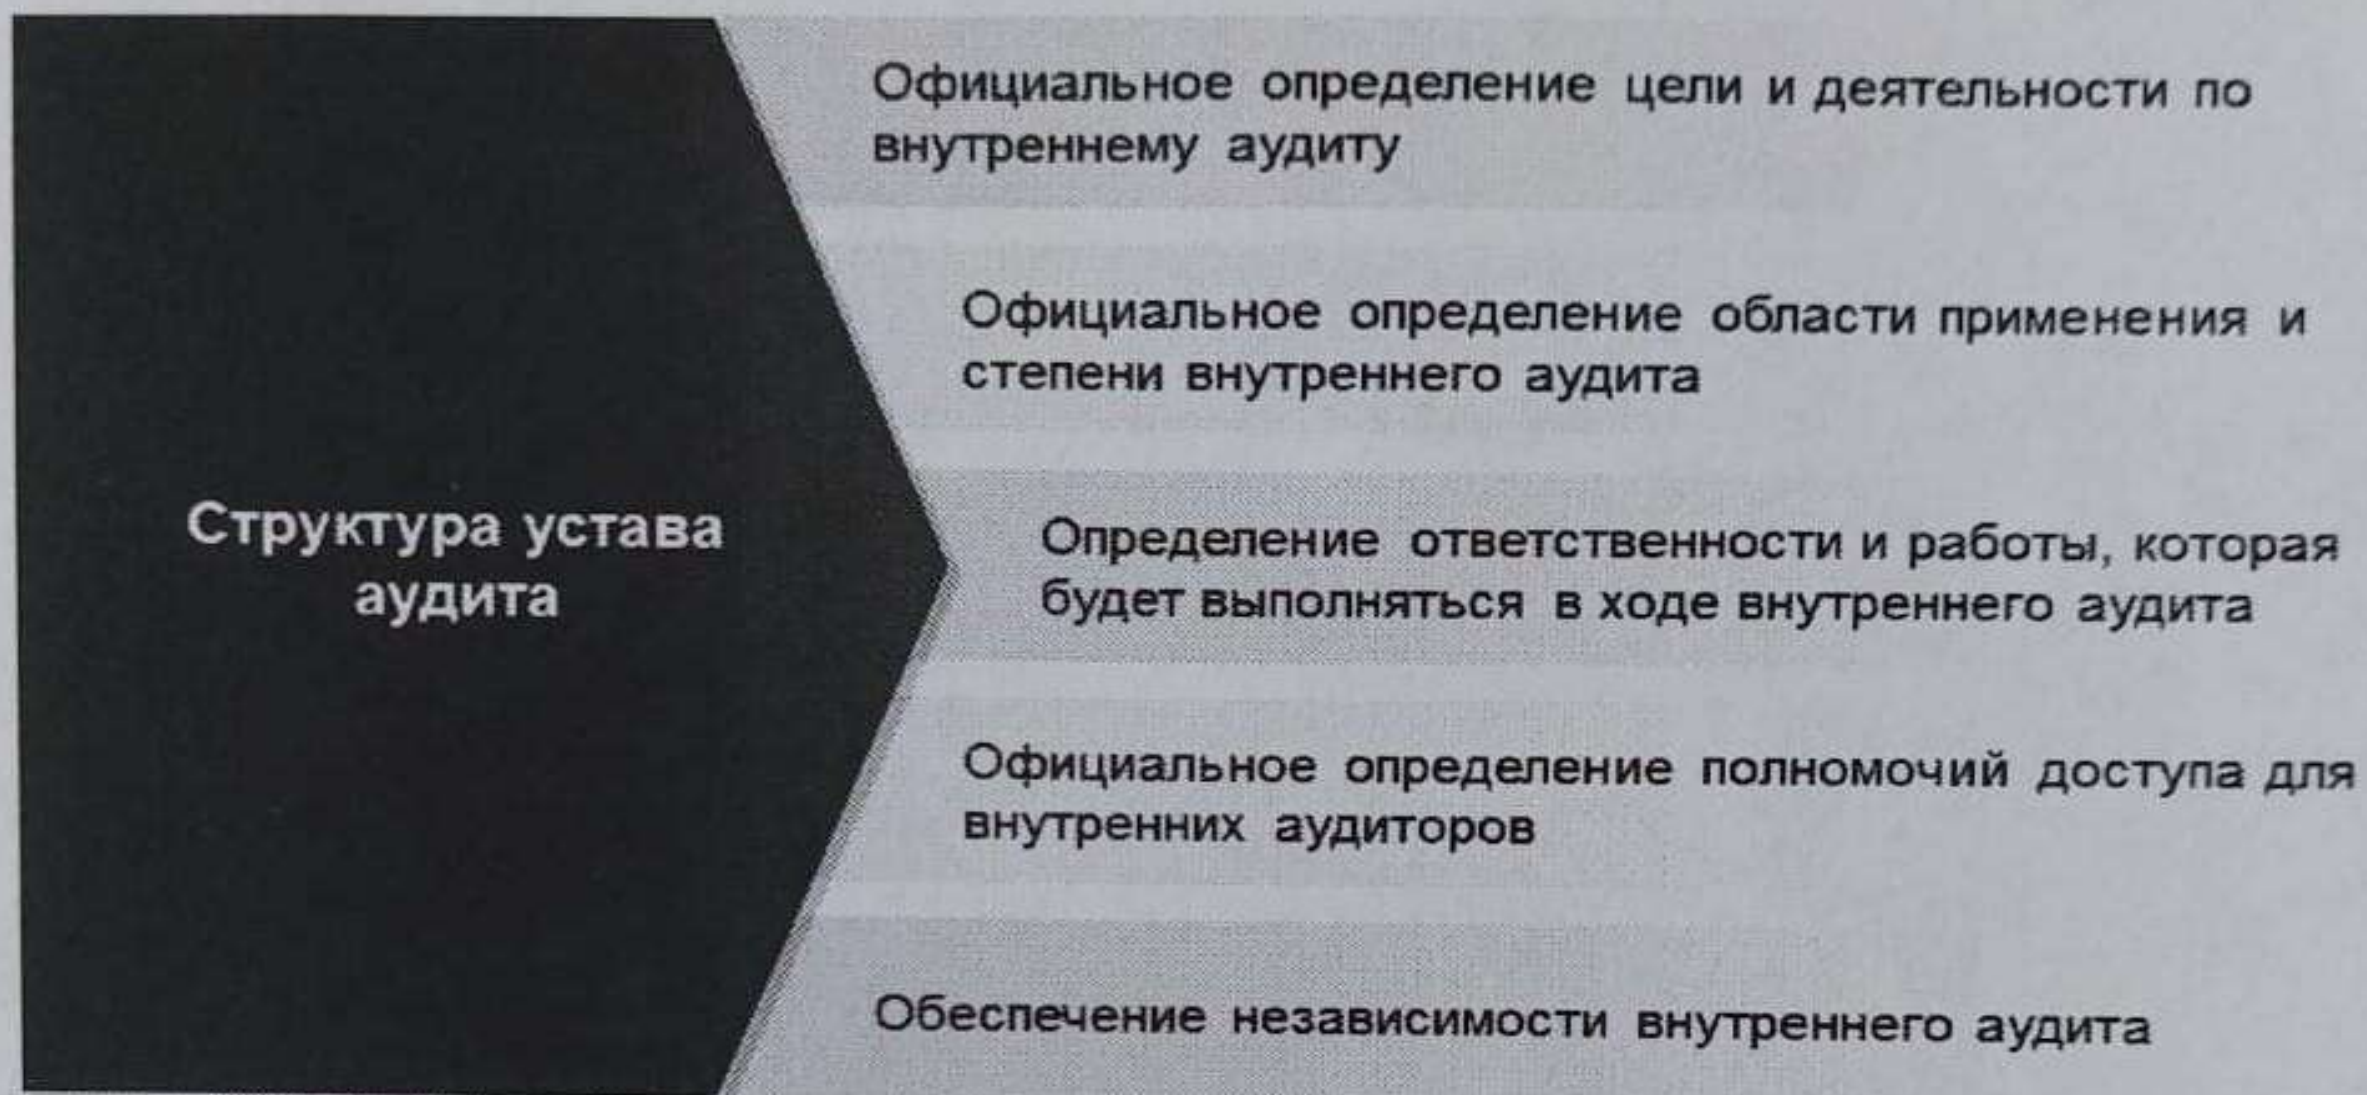 Структура устава
аудита
Официальное определение цели и деятельности по
внутреннему аудиту
Официальное определение области применения и
степени внутреннего аудита
Определение ответственности и работы, которая
будет выполняться в ходе внутреннего аудита
Официальное определение полномочий доступа для
внутренних аудиторов
Обеспечение независимости внутреннего аудита